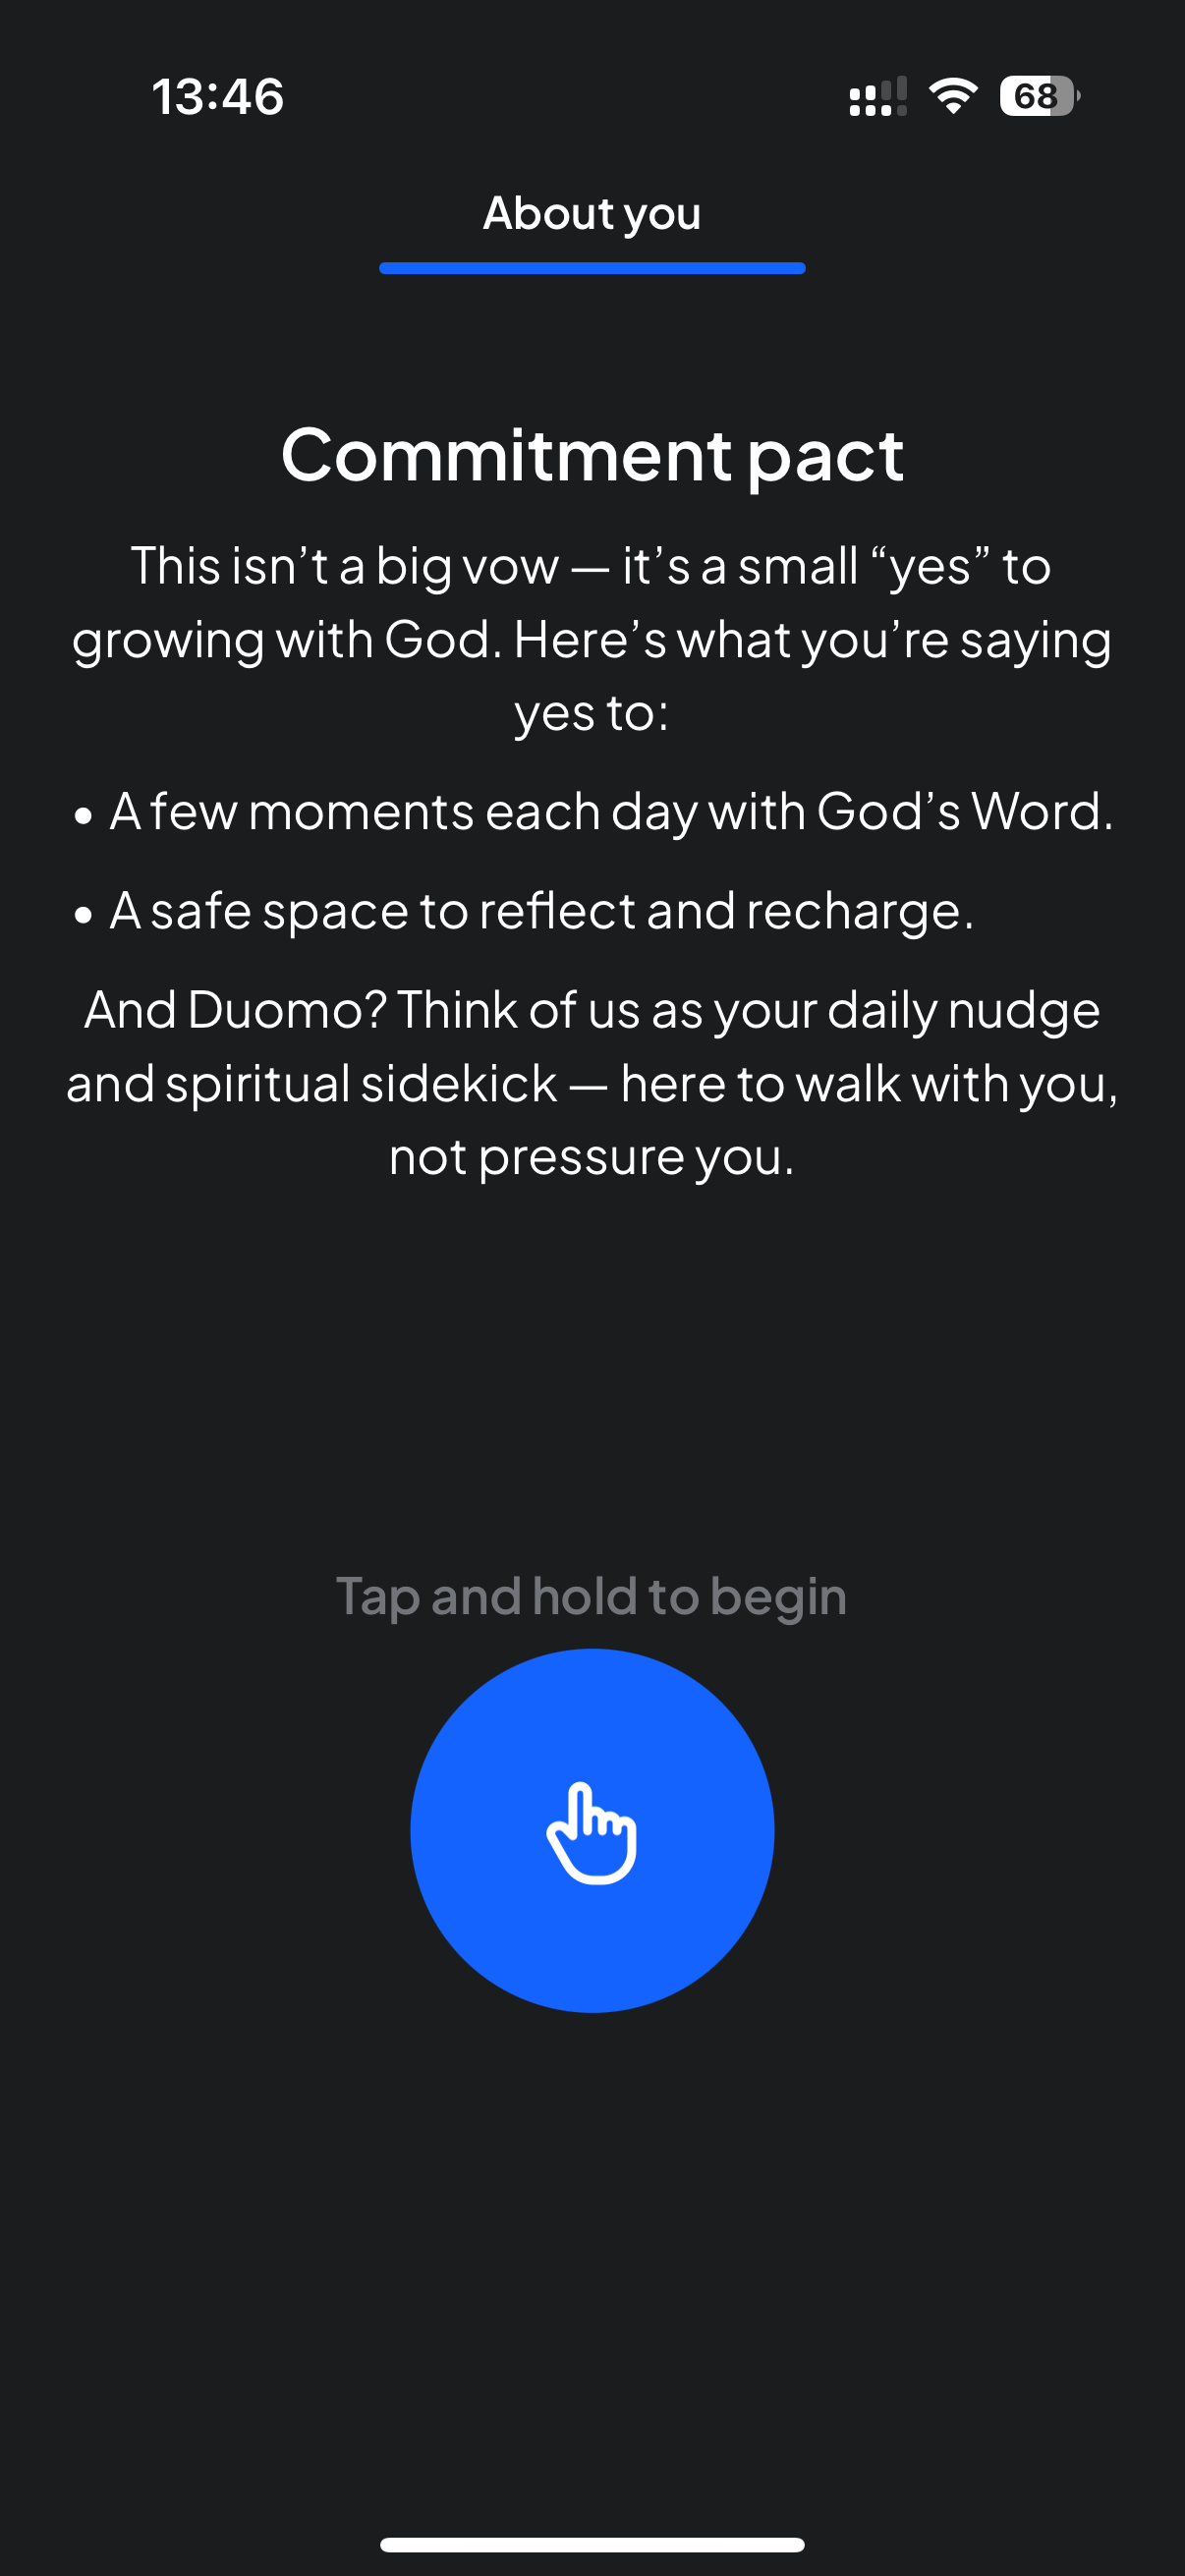 13:46
68
About you
Commitment pact
This isn’t a big vow — it’s a small “yes” to
growing with God. Here’s what you’re saying
yes to:
• A few moments each day with God’s Word.
• A safe space to reflect and recharge.
And Duomo? Think of us as your daily nudge
and spiritual sidekick — here to walk with you,
not pressure you.
Tap and hold to begin